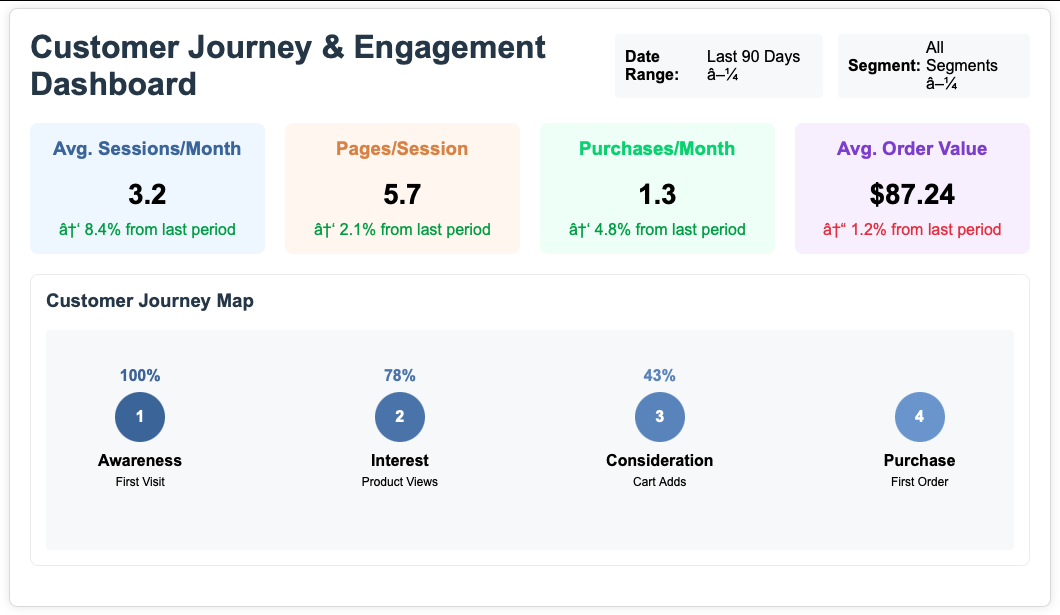 Customer Journey & Engagement
Dashboard
Date
Range:
Last 90 Days
â–¼
Segment:
All
Segments
â–¼
Avg. Sessions/Month
3.2
â†‘ 8.4% from last period
Pages/Session
5.7
â†‘ 2.1% from last period
Purchases/Month
1.3
â†‘ 4.8% from last period
Avg. Order Value
$87.24
â†“ 1.2% from last period
Customer Journey Map
100%
1
Awareness
First Visit
78%
2
Interest
Product Views
43%
3
Consideration
Cart Adds
4
Purchase
First Order